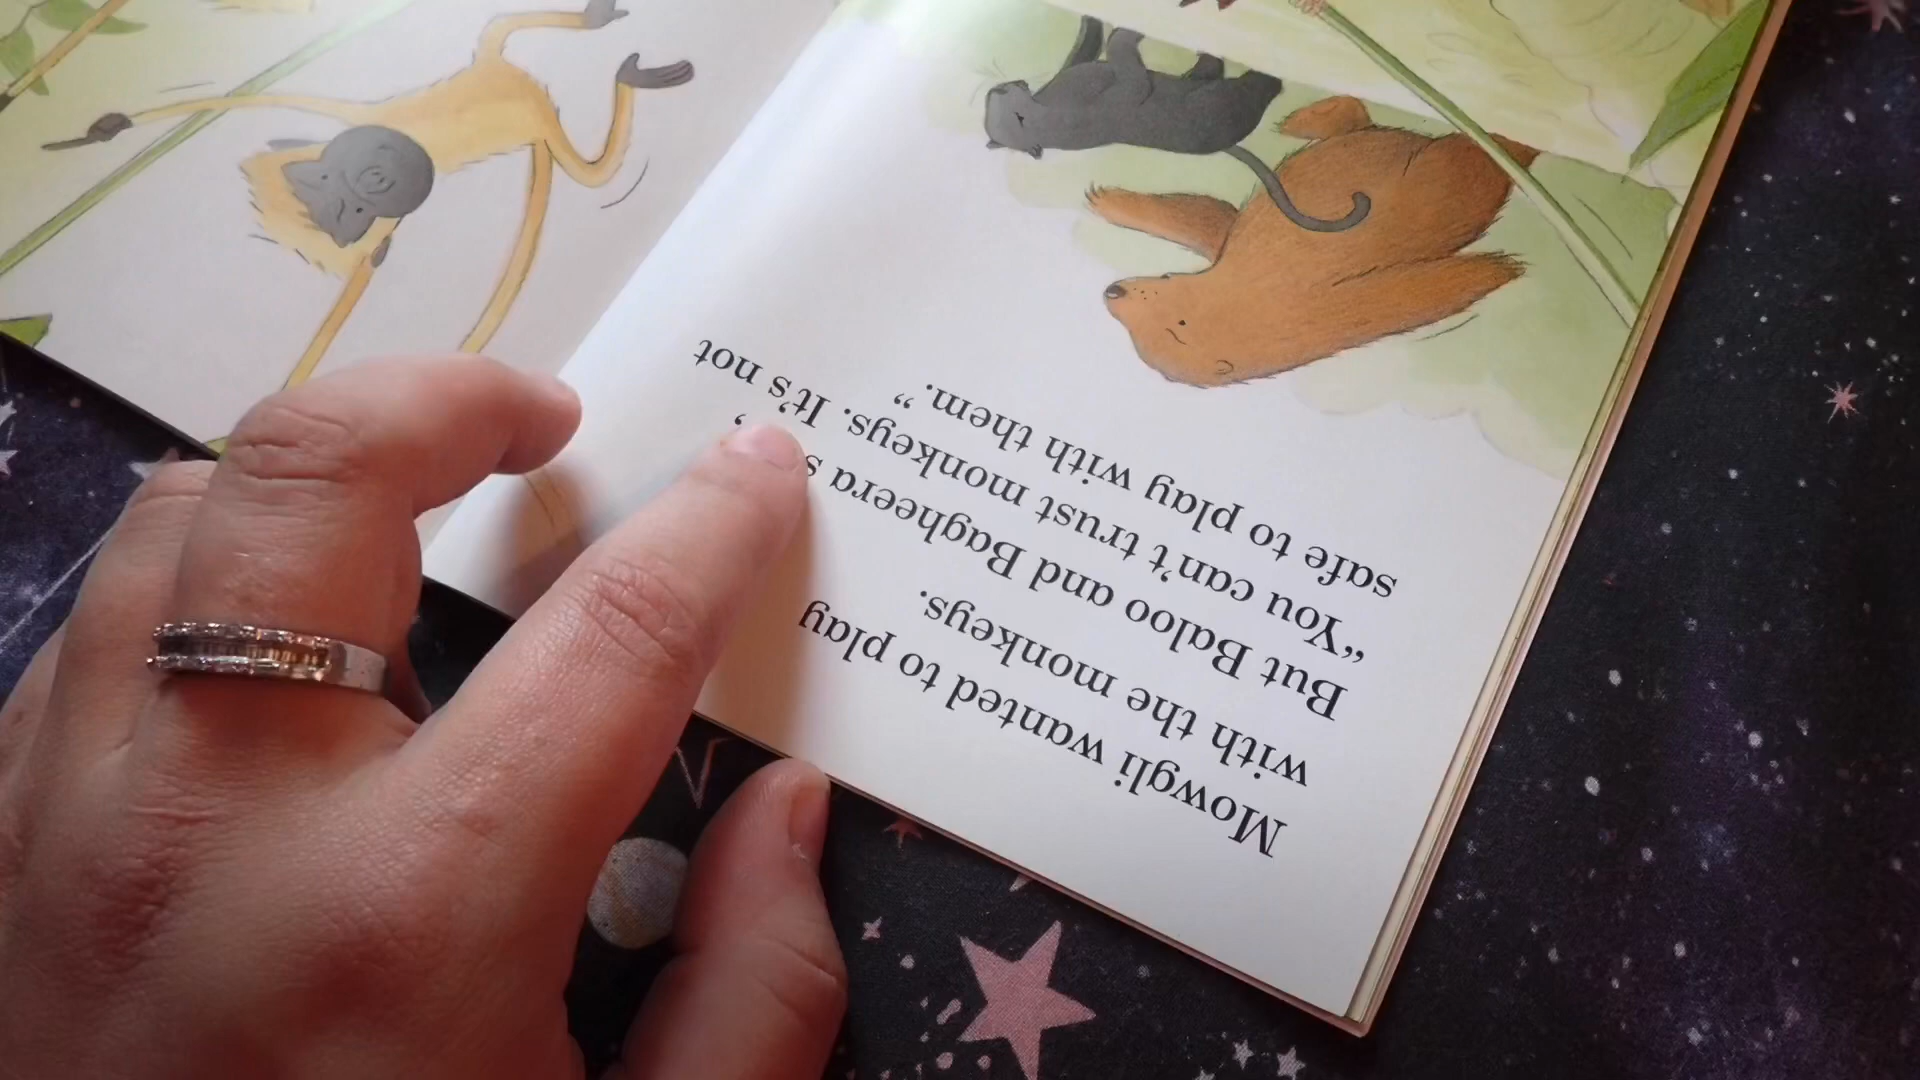 Mowgli wanted to play
with the monkeys.
But Baloo and Bagheera s ,
“You can't trust monkeys. It's not
safe to play with them.”